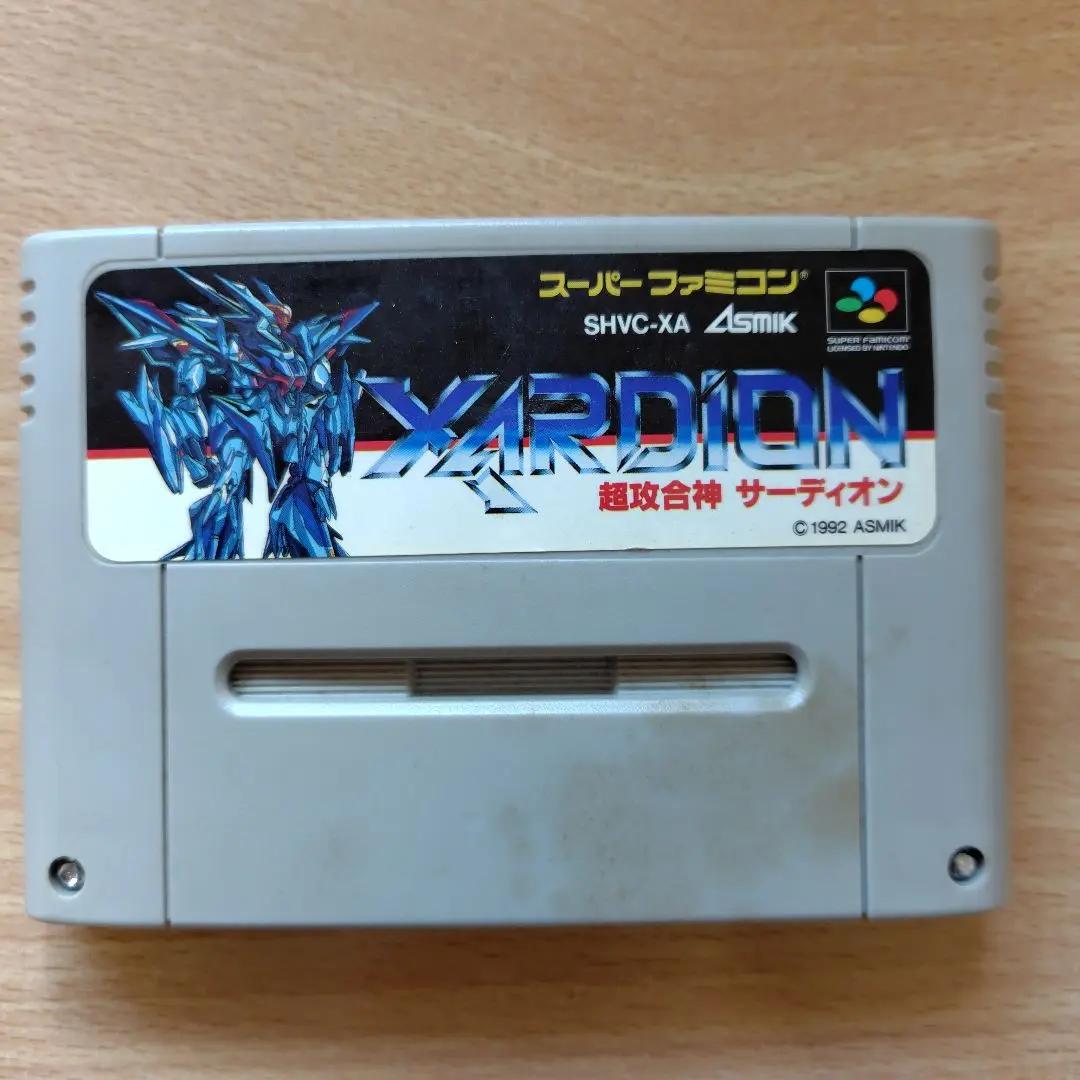 スーパーファミコン®
SHVC-XA ASMIK
SUPER FAMICOM
LICENSED BY NINTENDO
XARDION
超攻合神 サーディオン
©1992 ASMIK